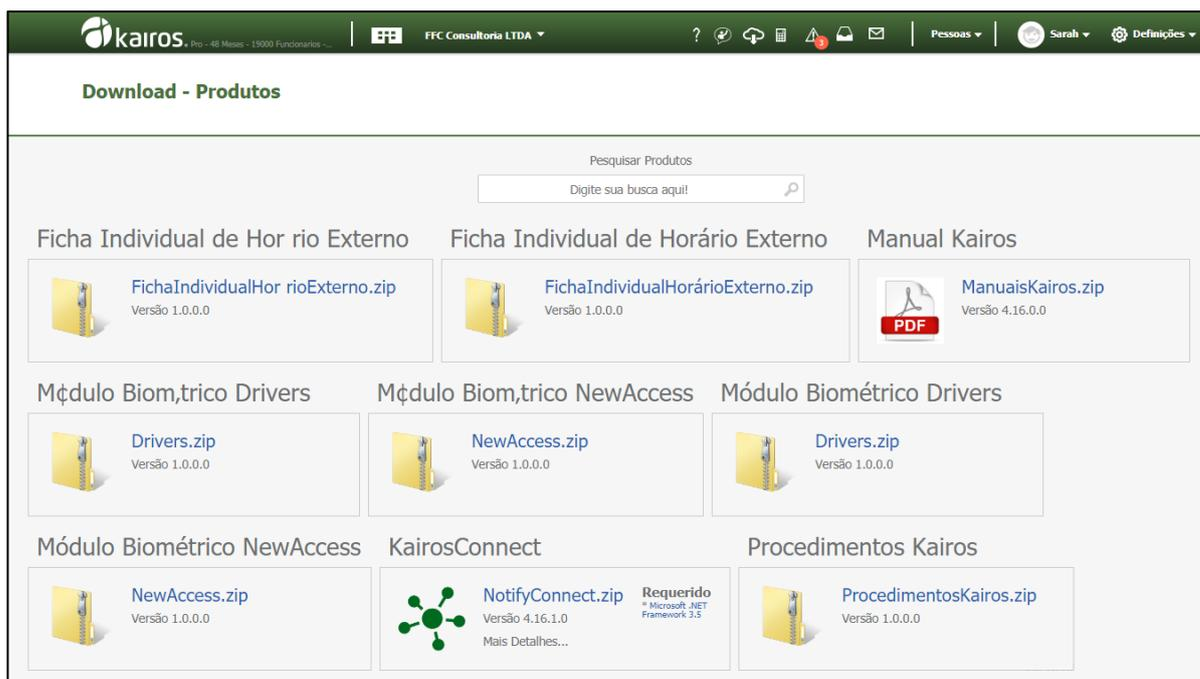 kairos. Pro - 48 Meses - 19000 Funcionarios -... FFC Consultoria LTDA ? 3 Pessoas Sarah Definições
Download - Produtos
Pesquisar Produtos
Digite sua busca aqui!
Ficha Individual de Hor rio Externo
FichaIndividualHor rioExterno.zip
Versão 1.0.0.0
Ficha Individual de Horário Externo
FichaIndividualHorárioExterno.zip
Versão 1.0.0.0
Manual Kairos
PDF
ManuaisKairos.zip
Versão 4.16.0.0
M¢dulo Biom‚trico Drivers
Drivers.zip
Versão 1.0.0.0
M¢dulo Biom‚trico NewAccess
NewAccess.zip
Versão 1.0.0.0
Módulo Biométrico Drivers
Drivers.zip
Versão 1.0.0.0
Módulo Biométrico NewAccess
NewAccess.zip
Versão 1.0.0.0
KairosConnect
NotifyConnect.zip
Versão 4.16.1.0
Mais Detalhes...
Requerido
* Microsoft .NET
Framework 3.5
Procedimentos Kairos
ProcedimentosKairos.zip
Versão 1.0.0.0